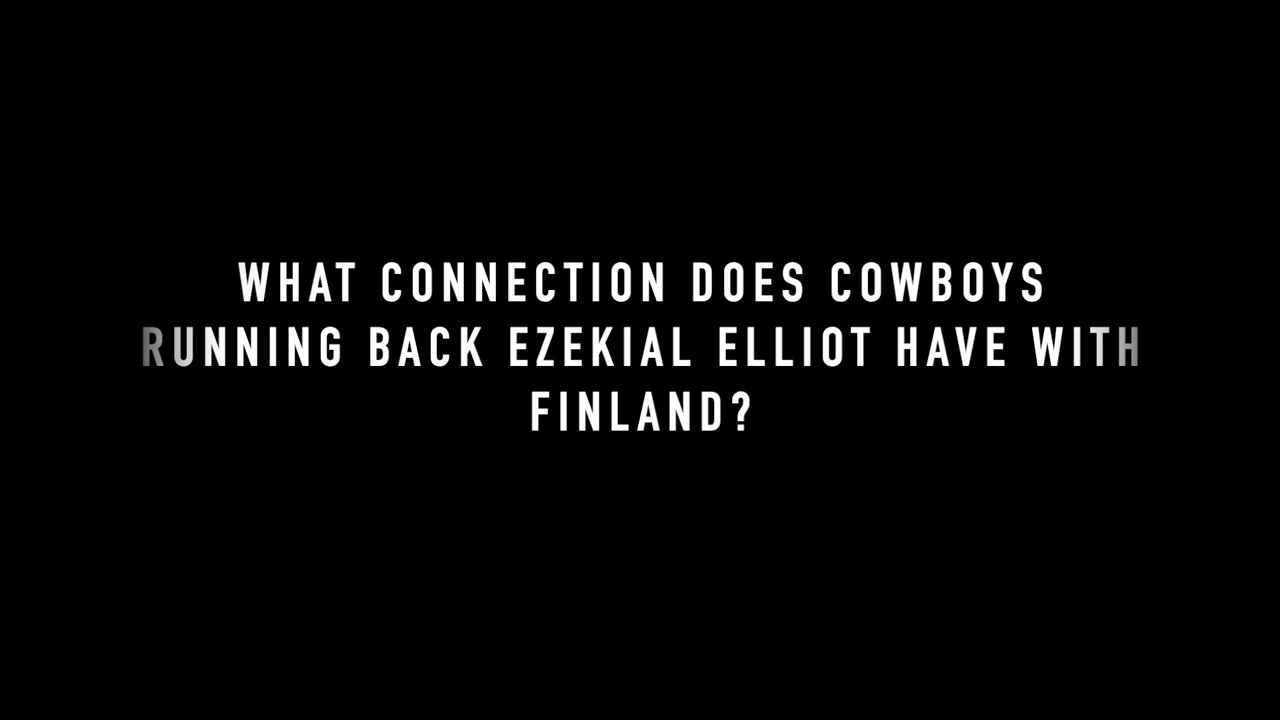 WHAT CONNECTION DOES COWBOYS
RUNNING BACK EZEKIAL ELLIOT HAVE WITH
FINLAND?